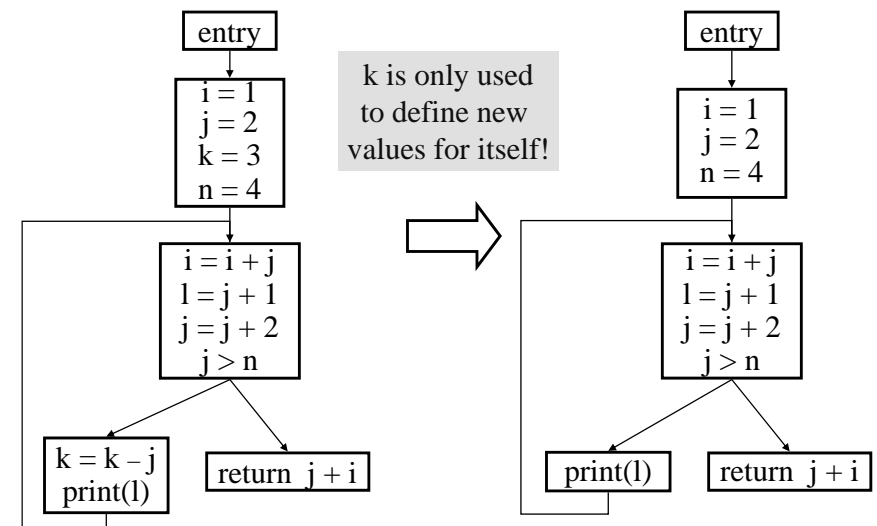 entry
i = 1
j = 2
k = 3
n = 4
i = i + j
l = j + 1
j = j + 2
j > n
k = k – j
print(l)
return j + i
k is only used
to define new
values for itself!
entry
i = 1
j = 2
n = 4
i = i + j
l = j + 1
j = j + 2
j > n
print(l)
return j + i